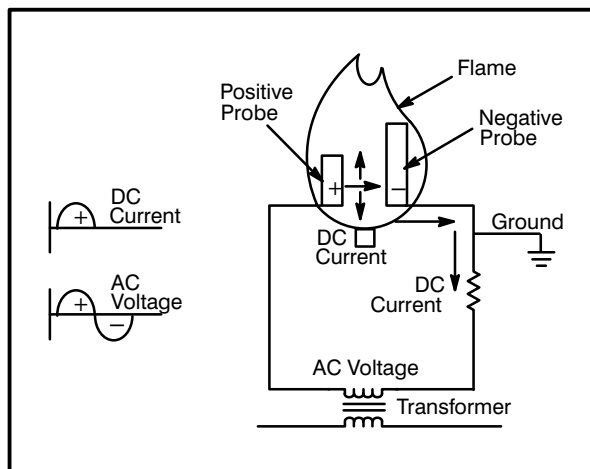 Flame
Positive
Probe
Negative
Probe
+
−
DC
Current
+
Ground
DC
Current
DC
Current
AC
Voltage
+
−
AC Voltage
Transformer